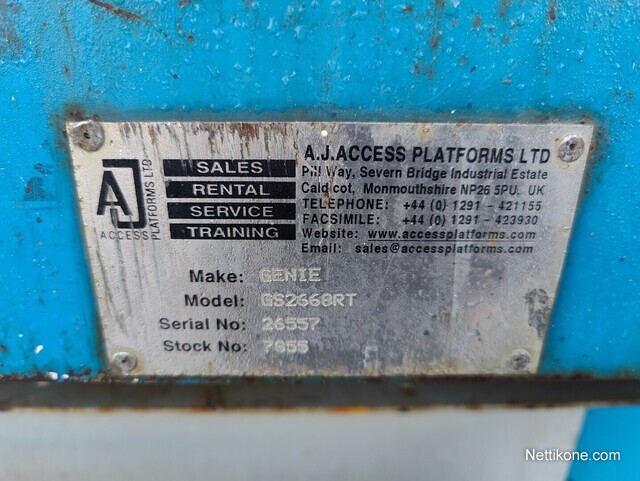 AJ
ACCESS
PLATFORMS LTD
SALES
RENTAL
SERVICE
TRAINING
A.J.ACCESS PLATFORMS LTD
Pill Way, Severn Bridge Industrial Estate
Caldicot, Monmouthshire NP26 5PU. UK
TELEPHONE: +44 (0) 1291 - 421155
FACSIMILE: +44 (0) 1291 - 423930
Website: www.accessplatforms.com
Email: sales@accessplatforms.com
Make: GENIE
Model: GS2668RT
Serial No: 26557
Stock No: 7855
Nettikone.com